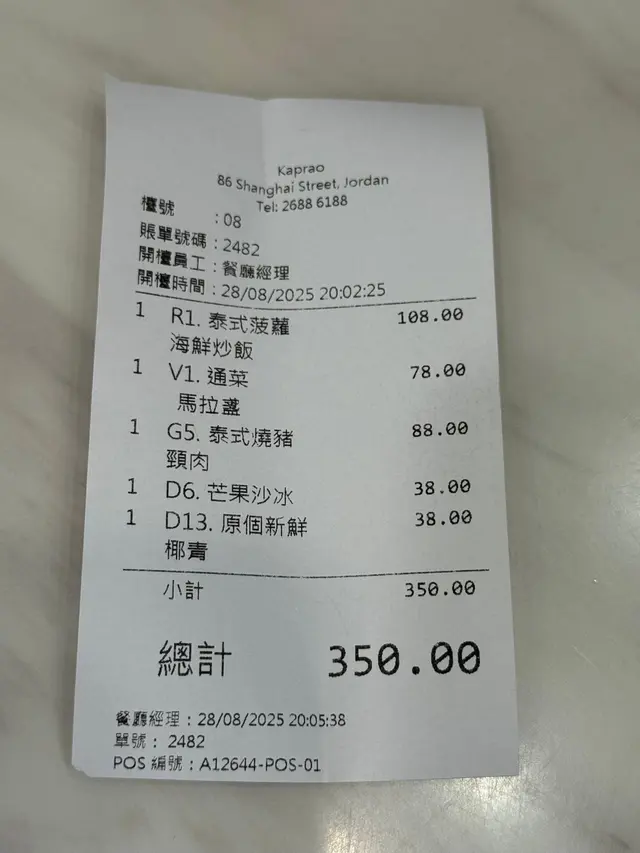 Kaprao
86 Shanghai Street, Jordan
Tel: 2688 6188
檯號 :08
賬單號碼 : 2482
開檯員工 : 餐廳經理
開檯時間 : 28/08/2025 20:02:25
1 R1. 泰式菠蘿 108.00
海鮮炒飯
1 V1. 通菜 78.00
馬拉盞
1 G5. 泰式燒豬 88.00
頸肉
1 D6. 芒果沙冰 38.00
1 D13. 原個新鮮 38.00
椰青
小計 350.00
總計 350.00
餐廳經理 : 28/08/2025 20:05:38
單號 : 2482
POS 編號 : A12644-POS-01